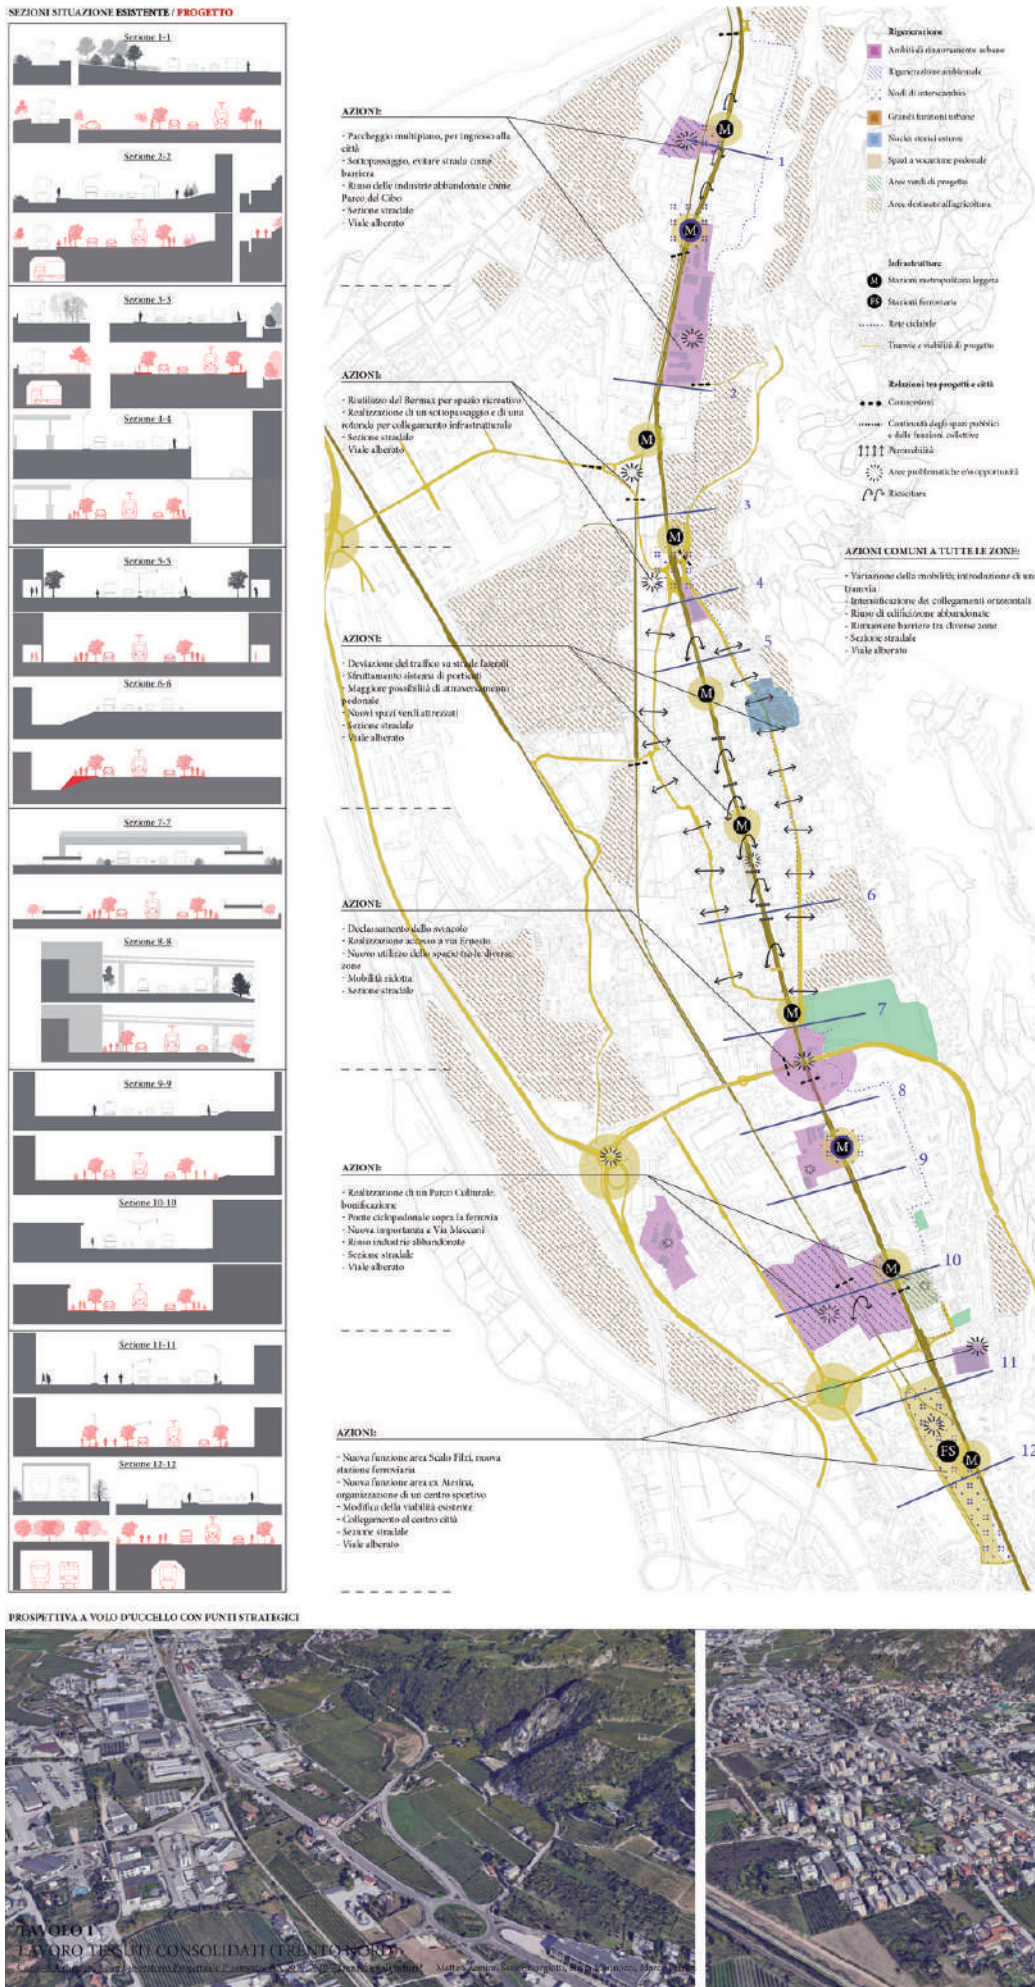 SEZIONI SITUAZIONE ESISTENTE / PROGETTO
Sezione 1-1
Sezione 2-2
Sezione 3-3
Sezione 4-4
Sezione 5-5
Sezione 6-6
Sezione 7-7
Sezione 8-8
Sezione 9-9
Sezione 10-10
Sezione 11-11
Sezione 12-12
AZIONI:
- Parcheggio multipiano, per ingresso alla
città
- Sottopassaggio, evitare strada come
barriera
- Riuso delle industrie abbandonate come
Parco del Cibo
- Sezione stradale
- Viale alberato
AZIONI:
- Riutilizzo del Bermax per spazio ricreativo
- Realizzazione di un sottopassaggio e di una
rotonda per collegamento infrastrutturale
- Sezione stradale
- Viale alberato
AZIONI:
- Deviazione del traffico su strade laterali
- Sfruttamento sistema di porticati
- Maggiore possibilità di attraversamento
pedonale
- Nuovi spazi verdi attrezzati
- Sezione stradale
- Viale alberato
AZIONI:
- Declassamento dello svincolo
- Realizzazione accesso a via Ernesto
- Nuovo utilizzo dello spazio tra le diverse
zone
- Mobilità ridotta
- Sezione stradale
AZIONI:
- Realizzazione di un Parco Culturale,
bonificazione
- Ponte ciclopedonale sopra la ferrovia
- Nuova importanza a Via Maccani
- Riuso industrie abbandonate
- Sezione stradale
- Viale alberato
AZIONI:
- Nuova funzione area Scalo Filzi, nuova
stazione ferroviaria
- Nuova funzione area ex Atesina,
organizzazione di un centro sportivo
- Modifica della viabilità esistente
- Collegamento al centro città
- Sezione stradale
- Viale alberato
M
1
M
2
M
3
M
4
5
M
M
6
M
7
8
M
9
M
10
11
FS
M
12
Rigenerazione
Ambiti di rinnovamento urbano
Rigenerazione ambientale
Nodi di interscambio
Grandi funzioni urbane
Nuclei storici esterni
Spazi a vocazione pedonale
Aree verdi di progetto
Aree destinate all'agricoltura
Infrastrutture
M Stazioni metropolitana leggera
FS Stazioni ferroviarie
Rete ciclabile
Tramvie e viabilità di progetto
Relazioni tra progetti e città
Connessioni
Continuità degli spazi pubblici
e delle funzioni collettive
Permeabilità
Aree problematiche e/o opportunità
Ricucitura
AZIONI COMUNI A TUTTE LE ZONE:
- Variazione della mobilità; introduzione di una
tramvia
- Intensificazione dei collegamenti orizzontali
- Riuso di edifici/zone abbandonate
- Rimuovere barriere tra diverse zone
- Sezione stradale
- Viale alberato
PROSPETTIVA A VOLO D'UCCELLO CON PUNTI STRATEGICI
TAVOLO 1
LAVORO TESSUTI CONSOLIDATI (TRENTO NORD)